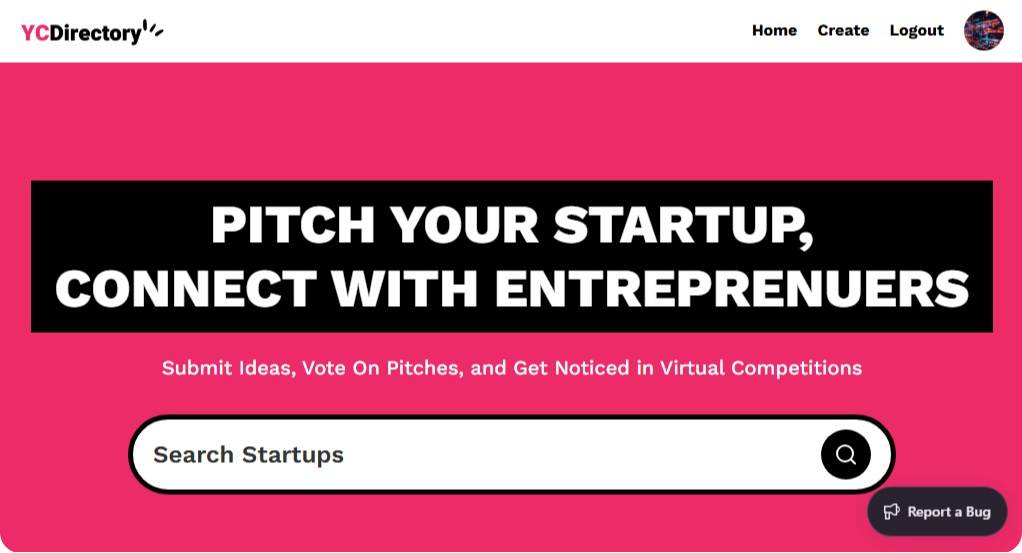 YCDirectory
Home Create Logout
PITCH YOUR STARTUP,
CONNECT WITH ENTREPRENUERS
Submit Ideas, Vote On Pitches, and Get Noticed in Virtual Competitions
Search Startups
Report a Bug